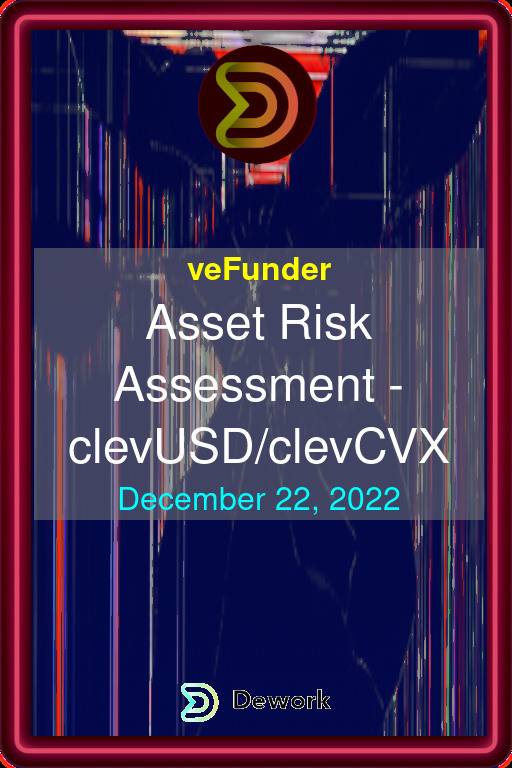 veFunder
Asset Risk
Assessment -
clevUSD/clevCVX
December 22, 2022
Dework